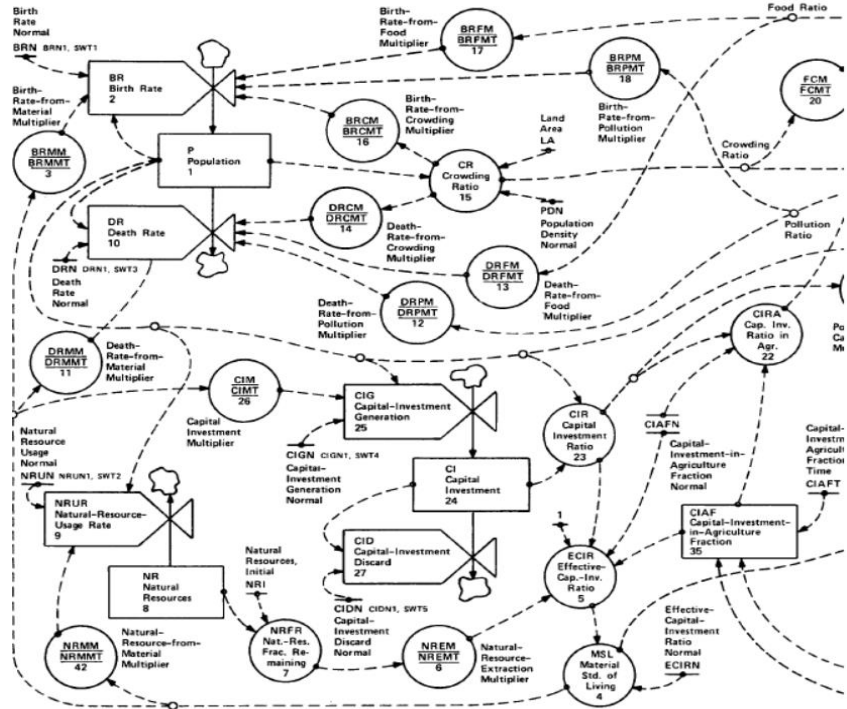 Birth
Rate
Normal
BRN BRN1, SWT1
BR
Birth Rate
2
Birth-Rate-from-
Food Multiplier
BRFM
BRFMT
17
Food Ratio
BRPM
BRPMT
18
Birth-
Rate-from-
Pollution Multiplier
FCM
FCMT
20
Birth-
Rate-from-
Material
Multiplier
BRMM
BRMMT
3
P
Population
1
BRCM
BRCMT
16
Birth-
Rate-from-
Crowding
Multiplier
Land
Area
LA
CR
Crowding
Ratio
15
Crowding
Ratio
PDN
Population
Density
Normal
Pollution
Ratio
DR
Death Rate
10
DRCM
DRCMT
14
Death-
Rate-from-
Crowding
Multiplier
DRN DRN1, SWT3
Death
Rate
Normal
DRFM
DRFMT
13
Death-
Rate-from-
Food
Multiplier
Death-
Rate-from-
Pollution Multiplier
DRPM
DRPMT
12
DRMM
DRMMT
11
Death-
Rate-from-
Material
Multiplier
CIRA
Cap. Inv.
Ratio in
Agr.
22
CIM
CIMT
26
Capital
Investment
Multiplier
CIG
Capital-Investment
Generation
25
CIGN CIGN1, SWT4
Capital-
Investment
Generation
Normal
CIR
Capital
Investment
Ratio
23
CIAFN
Capital-
Investment-in-
Agriculture
Fraction
Normal
Capital-
Fraction
Time
CIAFT
Natural
Resource
Usage
Normal
NRUN NRUN1, SWT2
NRUR
Natural-Resource-
Usage Rate
9
CI
Capital
Investment
24
CIAF
Capital-Investment-
in-Agriculture
Fraction
35
CID
Capital-Investment
Discard
27
1
ECIR
Effective-
Cap.-Inv.
Ratio
5
NR
Natural
Resources
8
Natural
Resources,
Initial
NRI
CIDN CIDN1, SWT5
Capital-
Investment
Discard
Normal
Effective-
Capital-
Investment
Ratio
Normal
ECIRN
NRMM
NRMMT
42
Natural-
Resource-from-
Material
Multiplier
NRFR
Nat.-Res.
Frac. Re-
maining
7
NREM
NREMT
6
Natural-
Resource-
Extraction
Multiplier
MSL
Material
Std. of
Living
4